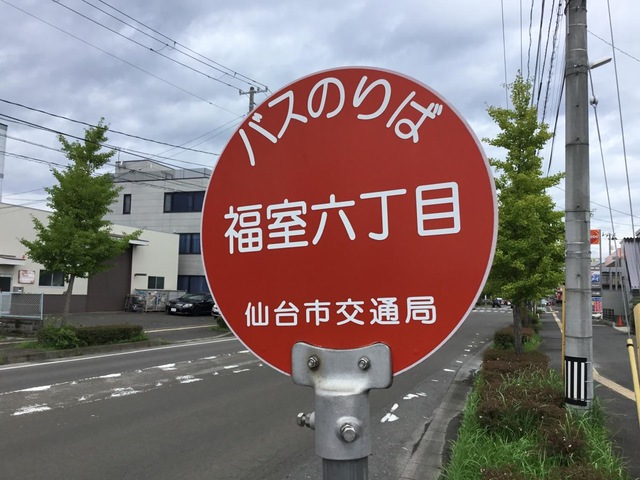 バスのりば
福室六丁目
仙台市交通局